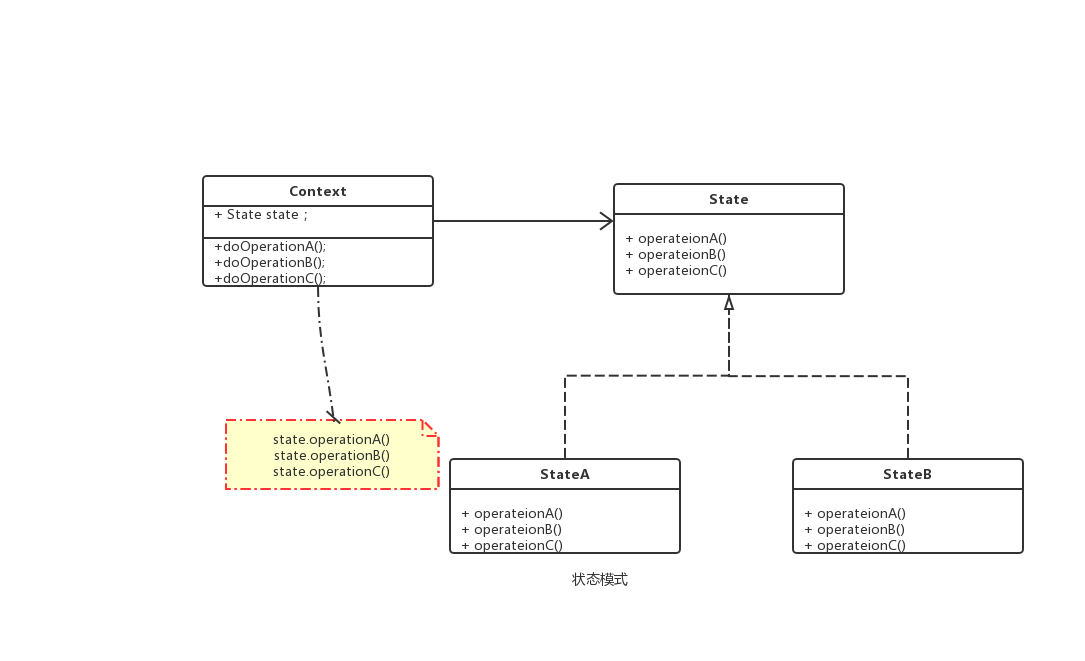 Context
+ State state ;
+doOperationA();
+doOperationB();
+doOperationC();
State
+ operateionA()
+ operateionB()
+ operateionC()
state.operationA()
state.operationB()
state.operationC()
StateA
+ operateionA()
+ operateionB()
+ operateionC()
StateB
+ operateionA()
+ operateionB()
+ operateionC()
状态模式